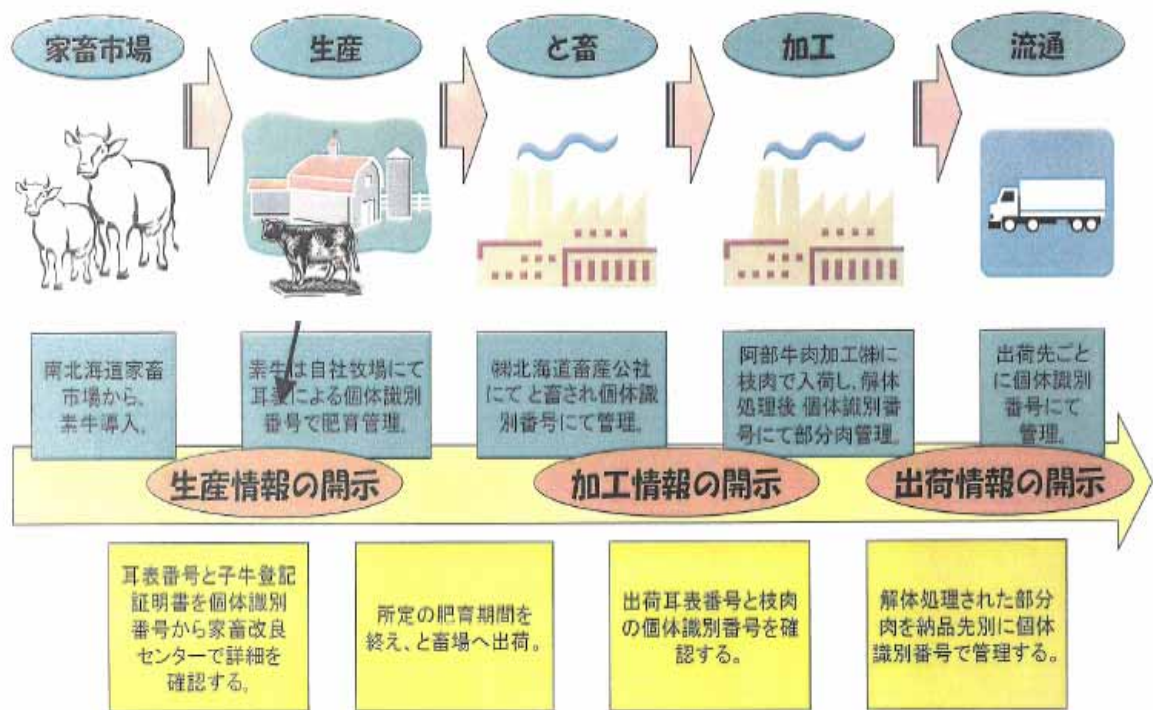 家畜市場
生産
と畜
加工
流通
南北海道家畜
市場から、
素牛導入。
素牛は自社牧場にて
耳表による個体識別
番号で肥育管理。
㈱北海道畜産公社
にて と畜され個体識
別番号にて管理。
阿部牛肉加工㈱に
枝肉で入荷し、解体
処理後 個体識別番
号にて部分肉管理。
出荷先ごと
に個体識別
番号にて
管理。
生産情報の開示
加工情報の開示
出荷情報の開示
耳表番号と子牛登記
証明書を個体識別
番号から家畜改良
センターで詳細を
確認する。
所定の肥育期間を
終え、と畜場へ出荷。
出荷耳表番号と枝肉
の個体識別番号を確
認する。
解体処理された部分
肉を納品先別に個体
識別番号で管理する。